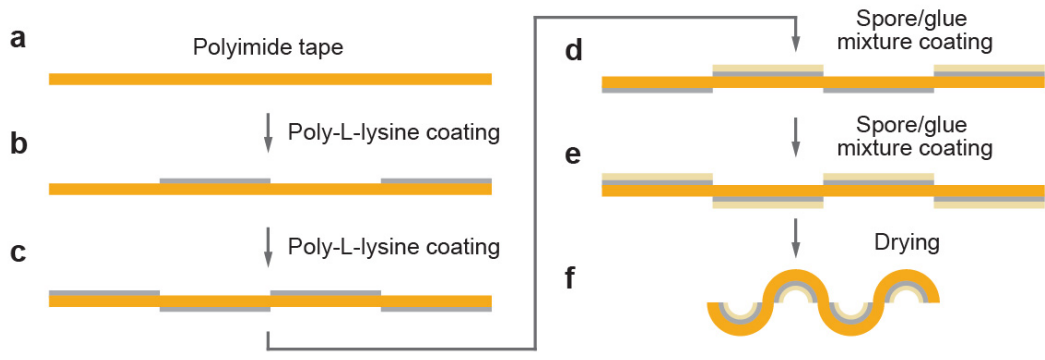 a
Polyimide tape
Poly-L-lysine coating
b
Poly-L-lysine coating
c
Spore/glue
mixture coating
d
Spore/glue
mixture coating
e
Drying
f